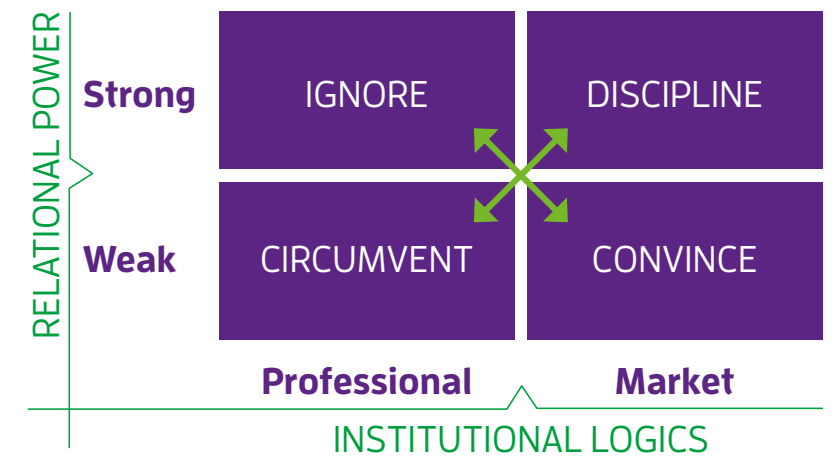 RELATIONAL POWER
Strong
IGNORE
DISCIPLINE
Weak
CIRCUMVENT
CONVINCE
Professional
Market
INSTITUTIONAL LOGICS